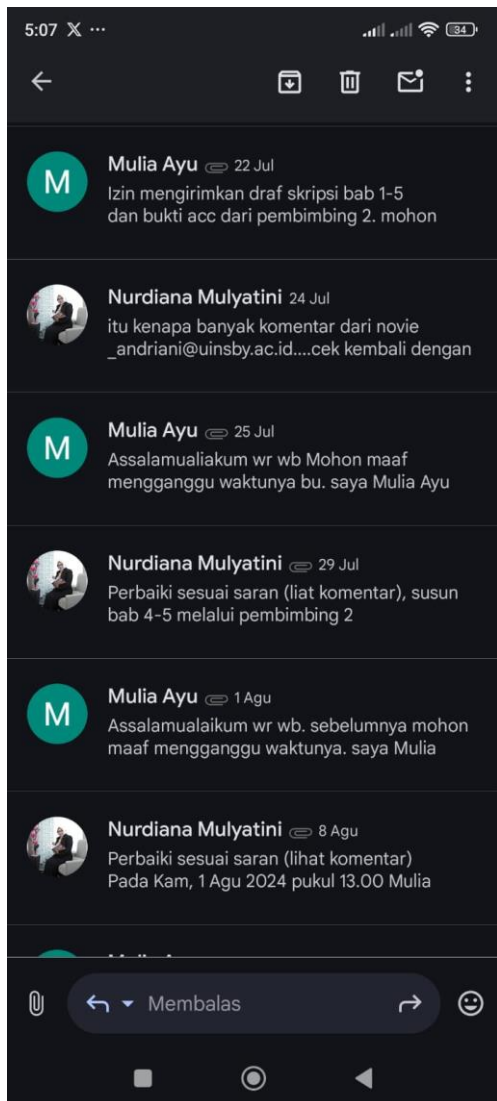 5:07 X ...
34
M
Mulia Ayu 22 Jul
Izin mengirimkan draf skripsi bab 1-5
dan bukti acc dari pembimbing 2. mohon
Nurdiana Mulyatini 24 Jul
itu kenapa banyak komentar dari novie
_andriani@uinsby.ac.id....cek kembali dengan
M
Mulia Ayu 25 Jul
Assalamualiakum wr wb Mohon maaf
mengganggu waktunya bu. saya Mulia Ayu
Nurdiana Mulyatini 29 Jul
Perbaiki sesuai saran (liat komentar), susun
bab 4-5 melalui pembimbing 2
M
Mulia Ayu 1 Agu
Assalamualaikum wr wb. sebelumnya mohon
maaf mengganggu waktunya. saya Mulia
Nurdiana Mulyatini 8 Agu
Perbaiki sesuai saran (lihat komentar)
Pada Kam, 1 Agu 2024 pukul 13.00 Mulia
Membalas